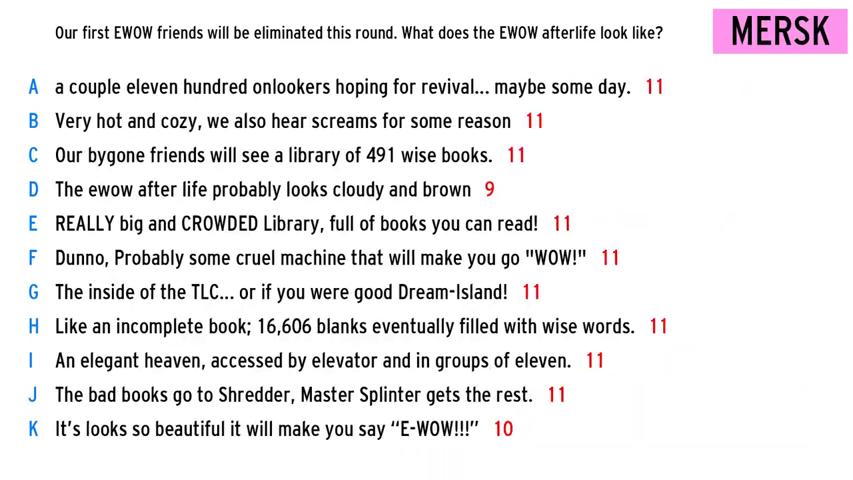 Our first EWOW friends will be eliminated this round. What does the EWOW afterlife look like?
MERSK
A a couple eleven hundred onlookers hoping for revival... maybe some day. 11
B Very hot and cozy, we also hear screams for some reason 11
C Our bygone friends will see a library of 491 wise books. 11
D The ewow after life probably looks cloudy and brown 9
E REALLY big and CROWDED Library, full of books you can read! 11
F Dunno, Probably some cruel machine that will make you go "WOW!" 11
G The inside of the TLC... or if you were good Dream-Island! 11
H Like an incomplete book; 16,606 blanks eventually filled with wise words. 11
I An elegant heaven, accessed by elevator and in groups of eleven. 11
J The bad books go to Shredder, Master Splinter gets the rest. 11
K It's looks so beautiful it will make you say “E-WOW!!!” 10